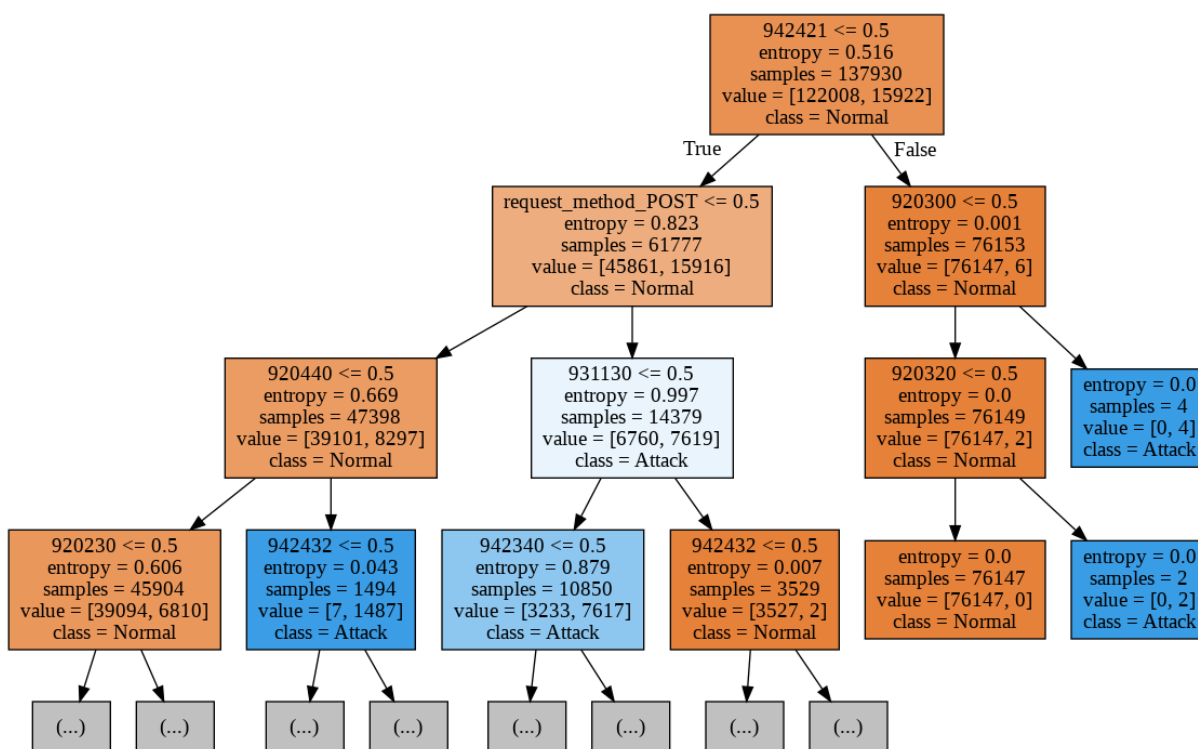 942421 <= 0.5
entropy = 0.516
samples = 137930
value = [122008, 15922]
class = Normal
True
False
request_method_POST <= 0.5
entropy = 0.823
samples = 61777
value = [45861, 15916]
class = Normal
920300 <= 0.5
entropy = 0.001
samples = 76153
value = [76147, 6]
class = Normal
920440 <= 0.5
entropy = 0.669
samples = 47398
value = [39101, 8297]
class = Normal
931130 <= 0.5
entropy = 0.997
samples = 14379
value = [6760, 7619]
class = Attack
920320 <= 0.5
entropy = 0.0
samples = 76149
value = [76147, 2]
class = Normal
entropy = 0.0
samples = 4
value = [0, 4]
class = Attack
920230 <= 0.5
entropy = 0.606
samples = 45904
value = [39094, 6810]
class = Normal
942432 <= 0.5
entropy = 0.043
samples = 1494
value = [7, 1487]
class = Attack
942340 <= 0.5
entropy = 0.879
samples = 10850
value = [3233, 7617]
class = Attack
942432 <= 0.5
entropy = 0.007
samples = 3529
value = [3527, 2]
class = Normal
entropy = 0.0
samples = 76147
value = [76147, 0]
class = Normal
entropy = 0.0
samples = 2
value = [0, 2]
class = Attack
(...)
(...)
(...)
(...)
(...)
(...)
(...)
(...)